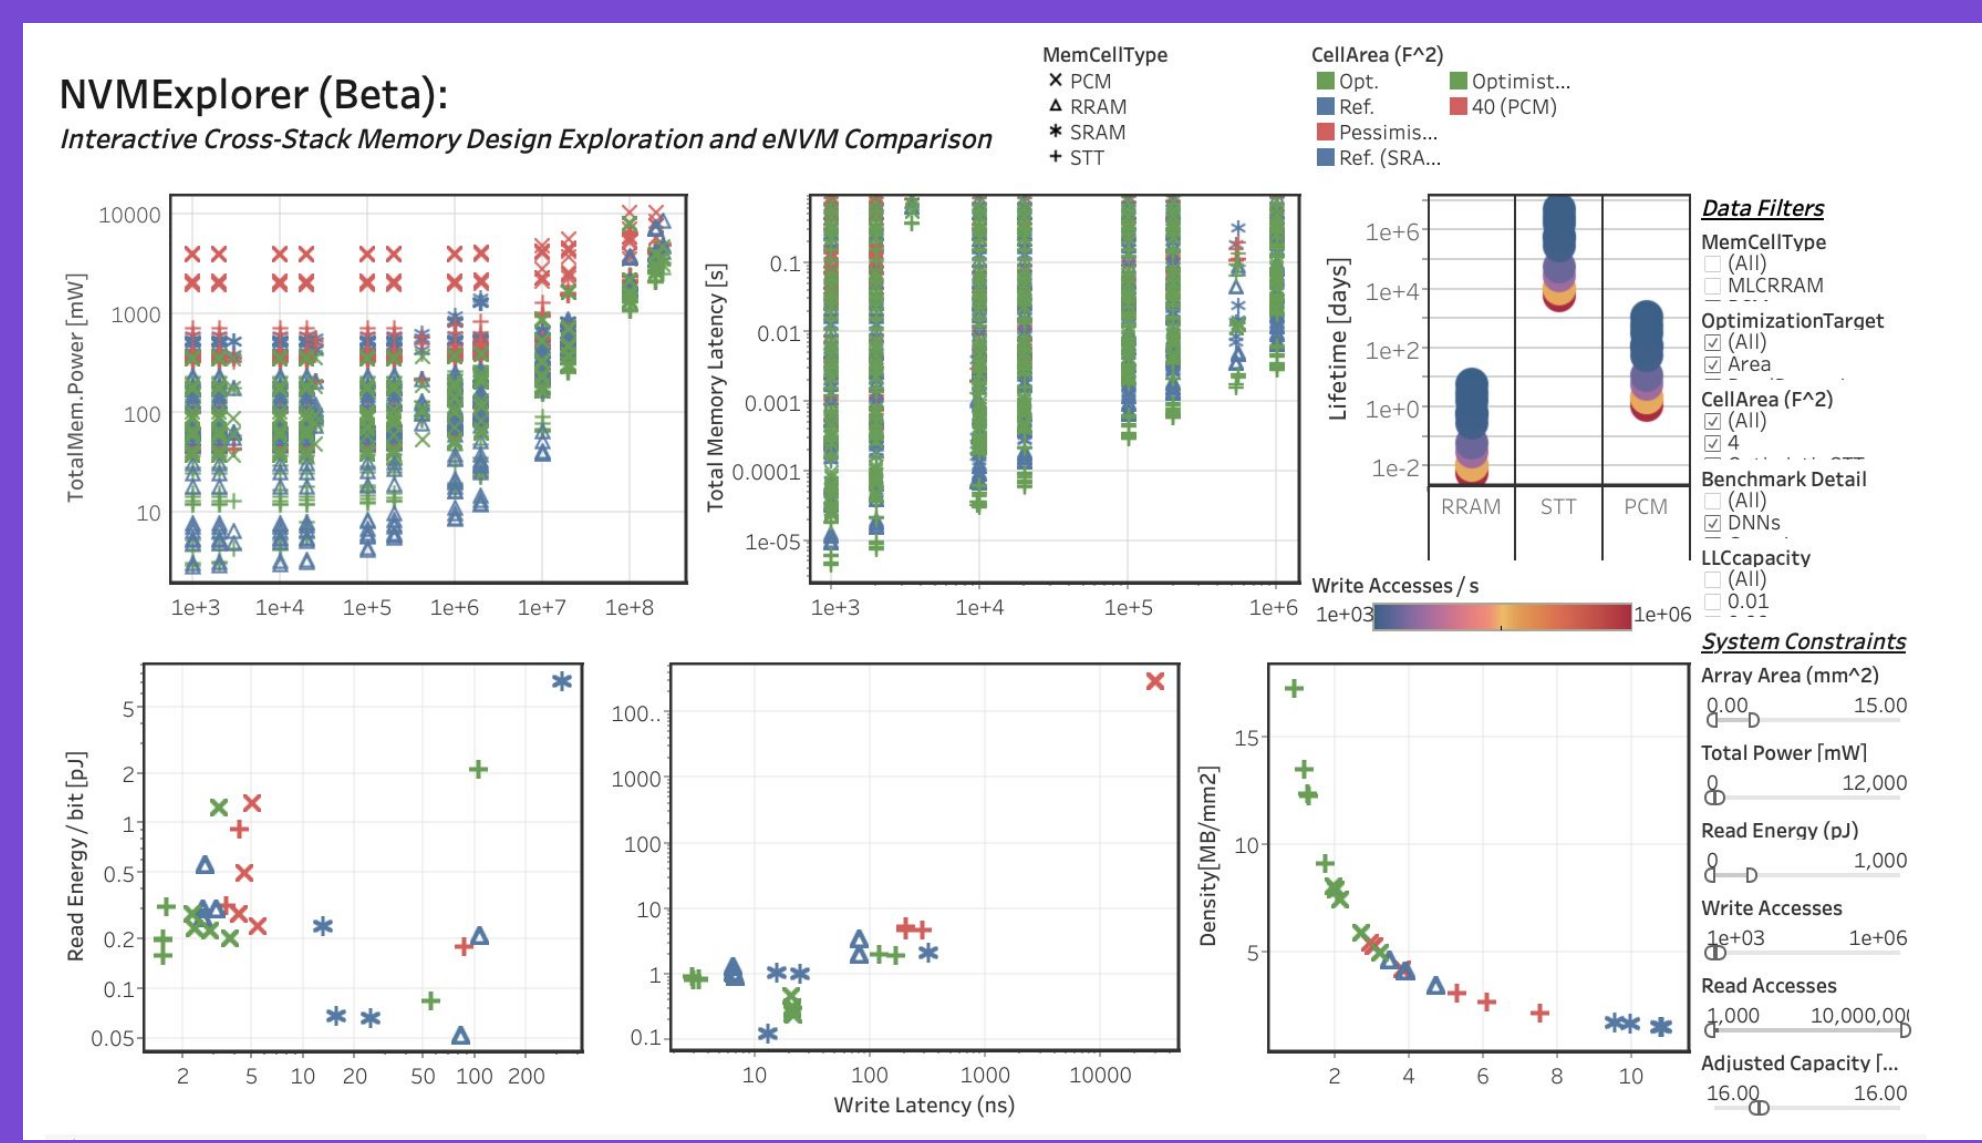 NVMExplorer (Beta):
Interactive Cross-Stack Memory Design Exploration and eNVM Comparison
MemCellType
PCM
RRAM
SRAM
STT
CellArea (F^2)
Opt.
Ref.
Pessimis...
Ref. (SRA...
Optimist...
40 (PCM)
TotalMem.Power [mW]
10000
1000
100
10
1e+3 1e+4 1e+5 1e+6 1e+7 1e+8
Total Memory Latency [s]
0.1
0.01
0.001
0.0001
1e-05
1e+3 1e+4 1e+5 1e+6
Lifetime [days]
1e+6
1e+4
1e+2
1e+0
1e-2
RRAM STT PCM
Write Accesses / s
1e+03 1e+06
Data Filters
MemCellType
(All)
MLCRRAM
OptimizationTarget
(All)
Area
CellArea (F^2)
(All)
4
Benchmark Detail
(All)
DNNs
LLCcapacity
(All)
0.01
System Constraints
Array Area (mm^2)
0.00 15.00
Total Power [mW]
0 12,000
Read Energy (pJ)
0 1,000
Write Accesses
1e+03 1e+06
Read Accesses
1,000 10,000,00
Adjusted Capacity [...
16.00 16.00
Read Energy / bit [pJ]
5
2
1
0.5
0.2
0.1
0.05
2 5 10 20 50 100 200
100..
1000
100
10
1
0.1
10 100 1000 10000
Write Latency (ns)
Density[MB/mm2]
15
10
5
2 4 6 8 10